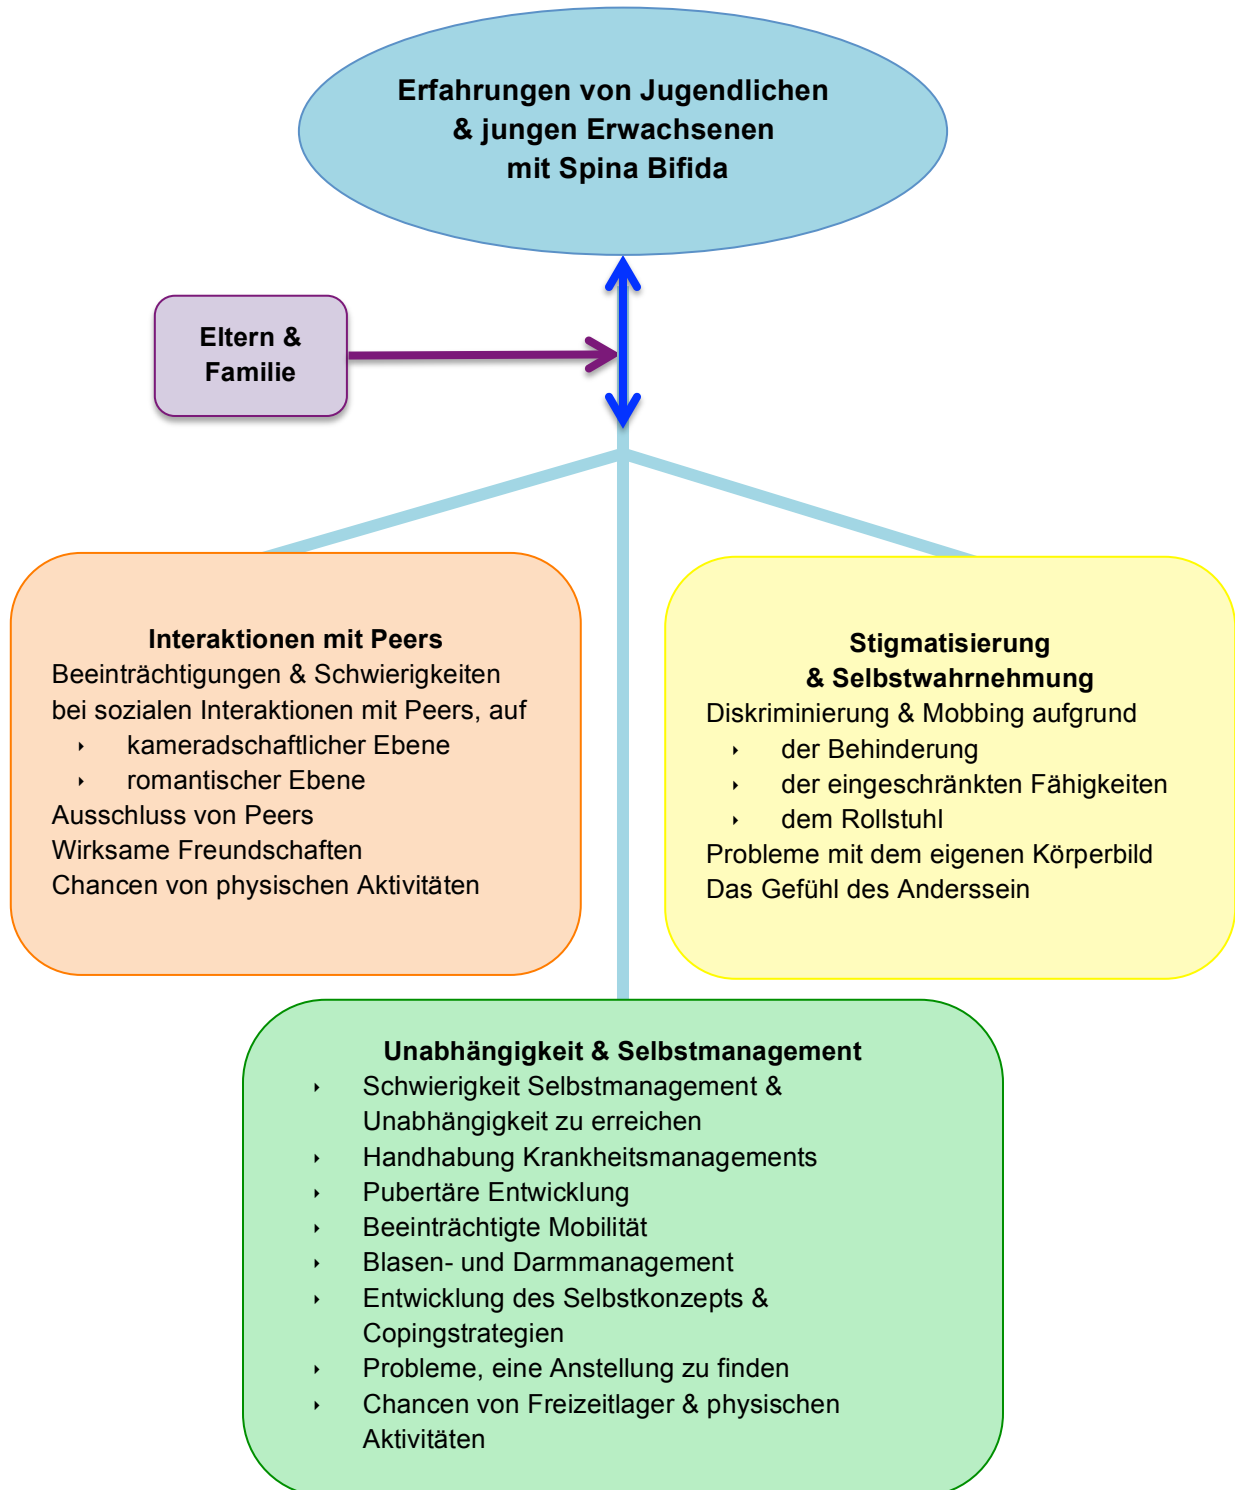 Erfahrungen von Jugendlichen
& jungen Erwachsenen
mit Spina Bifida
Eltern &
Familie
Interaktionen mit Peers
Beeinträchtigungen & Schwierigkeiten
bei sozialen Interaktionen mit Peers, auf
‣ kameradschaftlicher Ebene
‣ romantischer Ebene
Ausschluss von Peers
Wirksame Freundschaften
Chancen von physischen Aktivitäten
Stigmatisierung
& Selbstwahrnehmung
Diskriminierung & Mobbing aufgrund
‣ der Behinderung
‣ der eingeschränkten Fähigkeiten
‣ dem Rollstuhl
Probleme mit dem eigenen Körperbild
Das Gefühl des Anderssein
Unabhängigkeit & Selbstmanagement
‣ Schwierigkeit Selbstmanagement &
Unabhängigkeit zu erreichen
‣ Handhabung Krankheitsmanagements
‣ Pubertäre Entwicklung
‣ Beeinträchtigte Mobilität
‣ Blasen- und Darmmanagement
‣ Entwicklung des Selbstkonzepts &
Copingstrategien
‣ Probleme, eine Anstellung zu finden
‣ Chancen von Freizeitlager & physischen
Aktivitäten